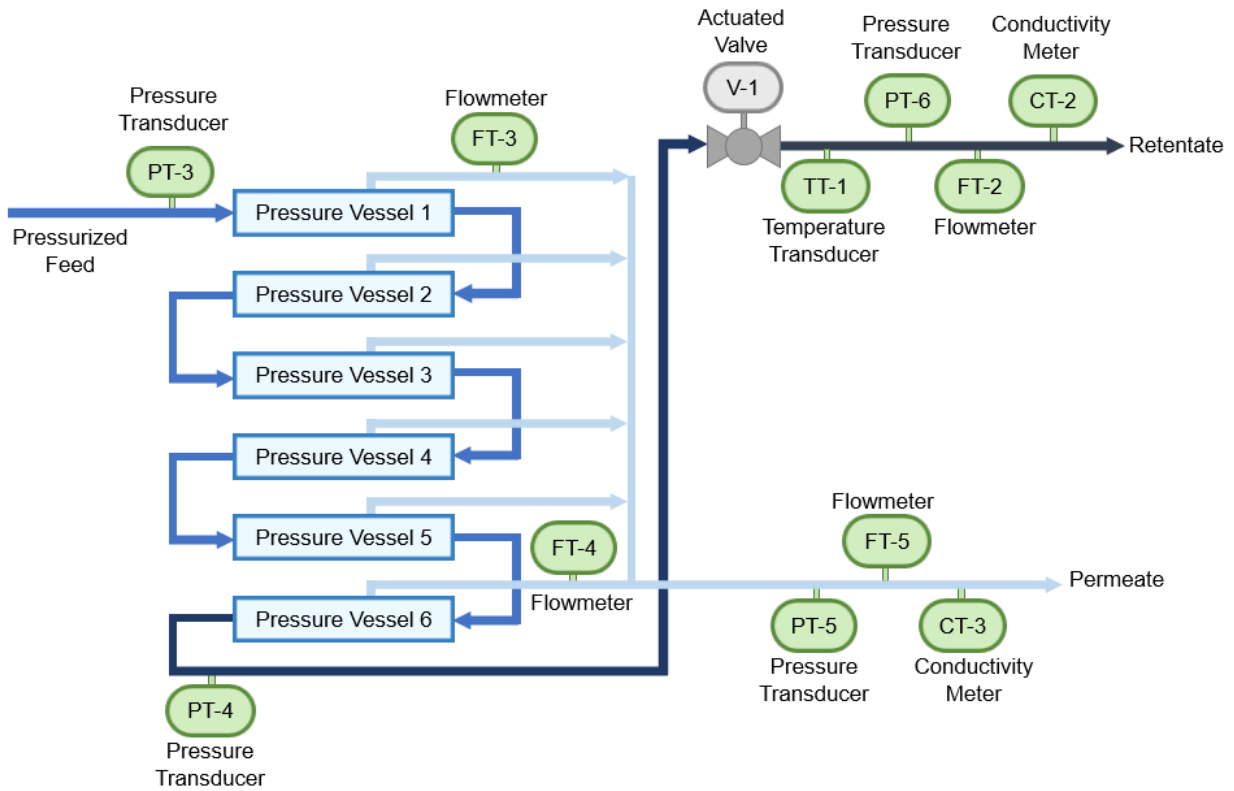 Actuated
Valve
V-1
Pressure
Transducer
PT-6
Conductivity
Meter
CT-2
Retentate
TT-1
Temperature
Transducer
FT-2
Flowmeter
Pressure
Transducer
PT-3
Flowmeter
FT-3
Pressurized
Feed
Pressure Vessel 1
Pressure Vessel 2
Pressure Vessel 3
Pressure Vessel 4
Pressure Vessel 5
Pressure Vessel 6
FT-4
Flowmeter
Flowmeter
FT-5
Permeate
PT-5
Pressure
Transducer
CT-3
Conductivity
Meter
PT-4
Pressure
Transducer